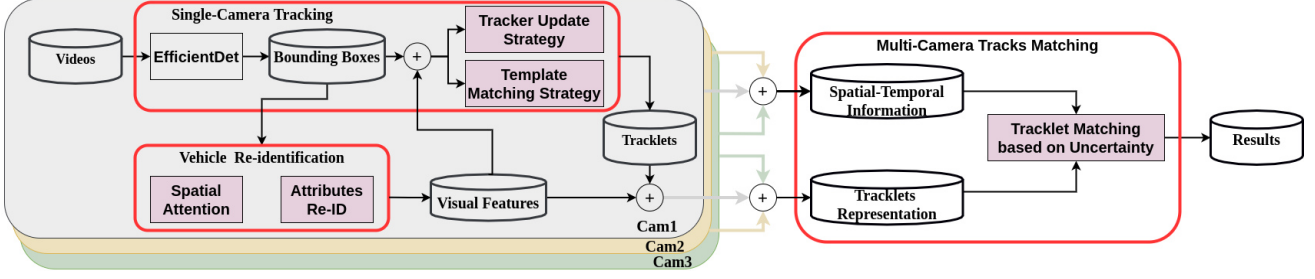 Single-Camera Tracking
Videos
EfficientDet
Bounding Boxes
+
Tracker Update
Strategy
Template
Matching Strategy
Tracklets
Vehicle Re-identification
Spatial
Attention
Attributes
Re-ID
Visual Features
+
Cam1
Cam2
Cam3
+
+
Multi-Camera Tracks Matching
Spatial-Temporal
Information
Tracklets
Representation
Tracklet Matching
based on Uncertainty
Results